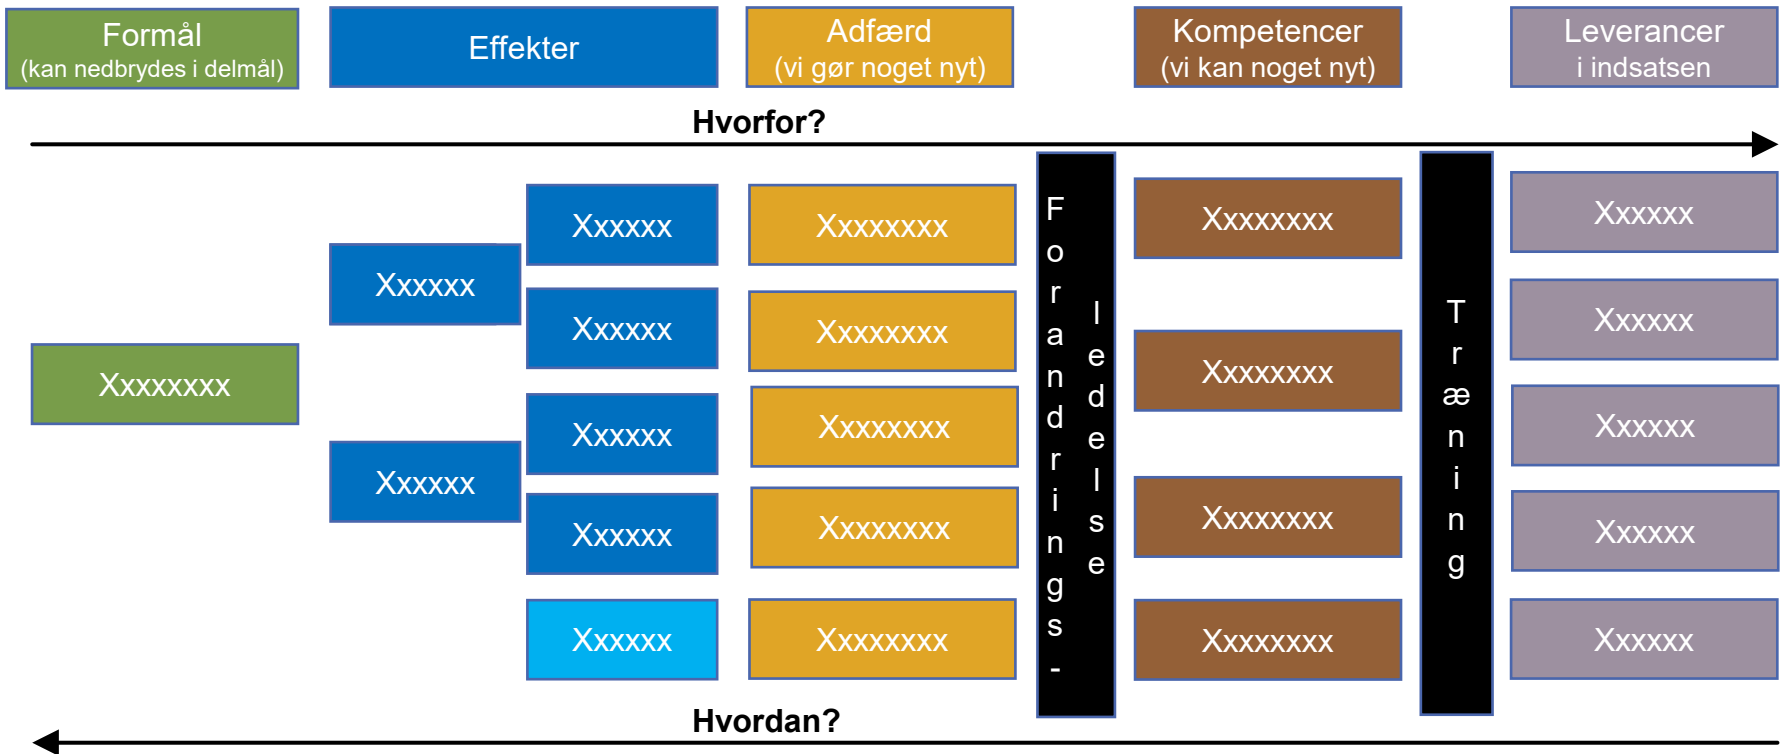 Formål
(kan nedbrydes i delmål)
Effekter
Adfærd
(vi gør noget nyt)
Kompetencer
(vi kan noget nyt)
Leverancer
i indsatsen
Hvorfor?
Xxxxxxxx
Xxxxxx
Xxxxxx
Xxxxxx
Xxxxxx
Xxxxxx
Xxxxxx
Xxxxxx
Xxxxxxxx
Xxxxxxxx
Xxxxxxxx
Xxxxxxxx
Xxxxxxxx
Forandrings-
ledelse
Xxxxxxxx
Xxxxxxxx
Xxxxxxxx
Xxxxxxxx
Træning
Xxxxxx
Xxxxxx
Xxxxxx
Xxxxxx
Xxxxxx
Hvordan?